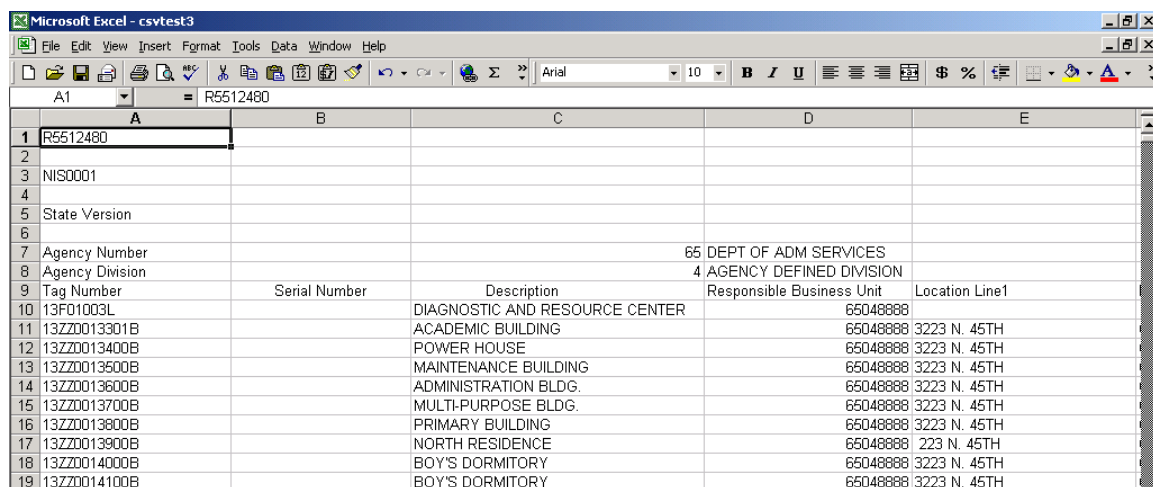 Microsoft Excel - csvtest3
File Edit View Insert Format Tools Data Window Help
Arial 10 B I U $ % A
A1 = R5512480
A B C D E
1 R5512480
2
3 NIS0001
4
5 State Version
6
7 Agency Number 65 DEPT OF ADM SERVICES
8 Agency Division 4 AGENCY DEFINED DIVISION
9 Tag Number Serial Number Description Responsible Business Unit Location Line1
10 13F01003L DIAGNOSTIC AND RESOURCE CENTER 65048888
11 13ZZ0013301B ACADEMIC BUILDING 65048888 3223 N. 45TH
12 13ZZ0013400B POWER HOUSE 65048888 3223 N. 45TH
13 13ZZ0013500B MAINTENANCE BUILDING 65048888 3223 N. 45TH
14 13ZZ0013600B ADMINISTRATION BLDG. 65048888 3223 N. 45TH
15 13ZZ0013700B MULTI-PURPOSE BLDG. 65048888 3223 N. 45TH
16 13ZZ0013800B PRIMARY BUILDING 65048888 3223 N. 45TH
17 13ZZ0013900B NORTH RESIDENCE 65048888 223 N. 45TH
18 13ZZ0014000B BOY'S DORMITORY 65048888 3223 N. 45TH
19 13ZZ0014100B BOY'S DORMITORY 65048888 3223 N. 45TH